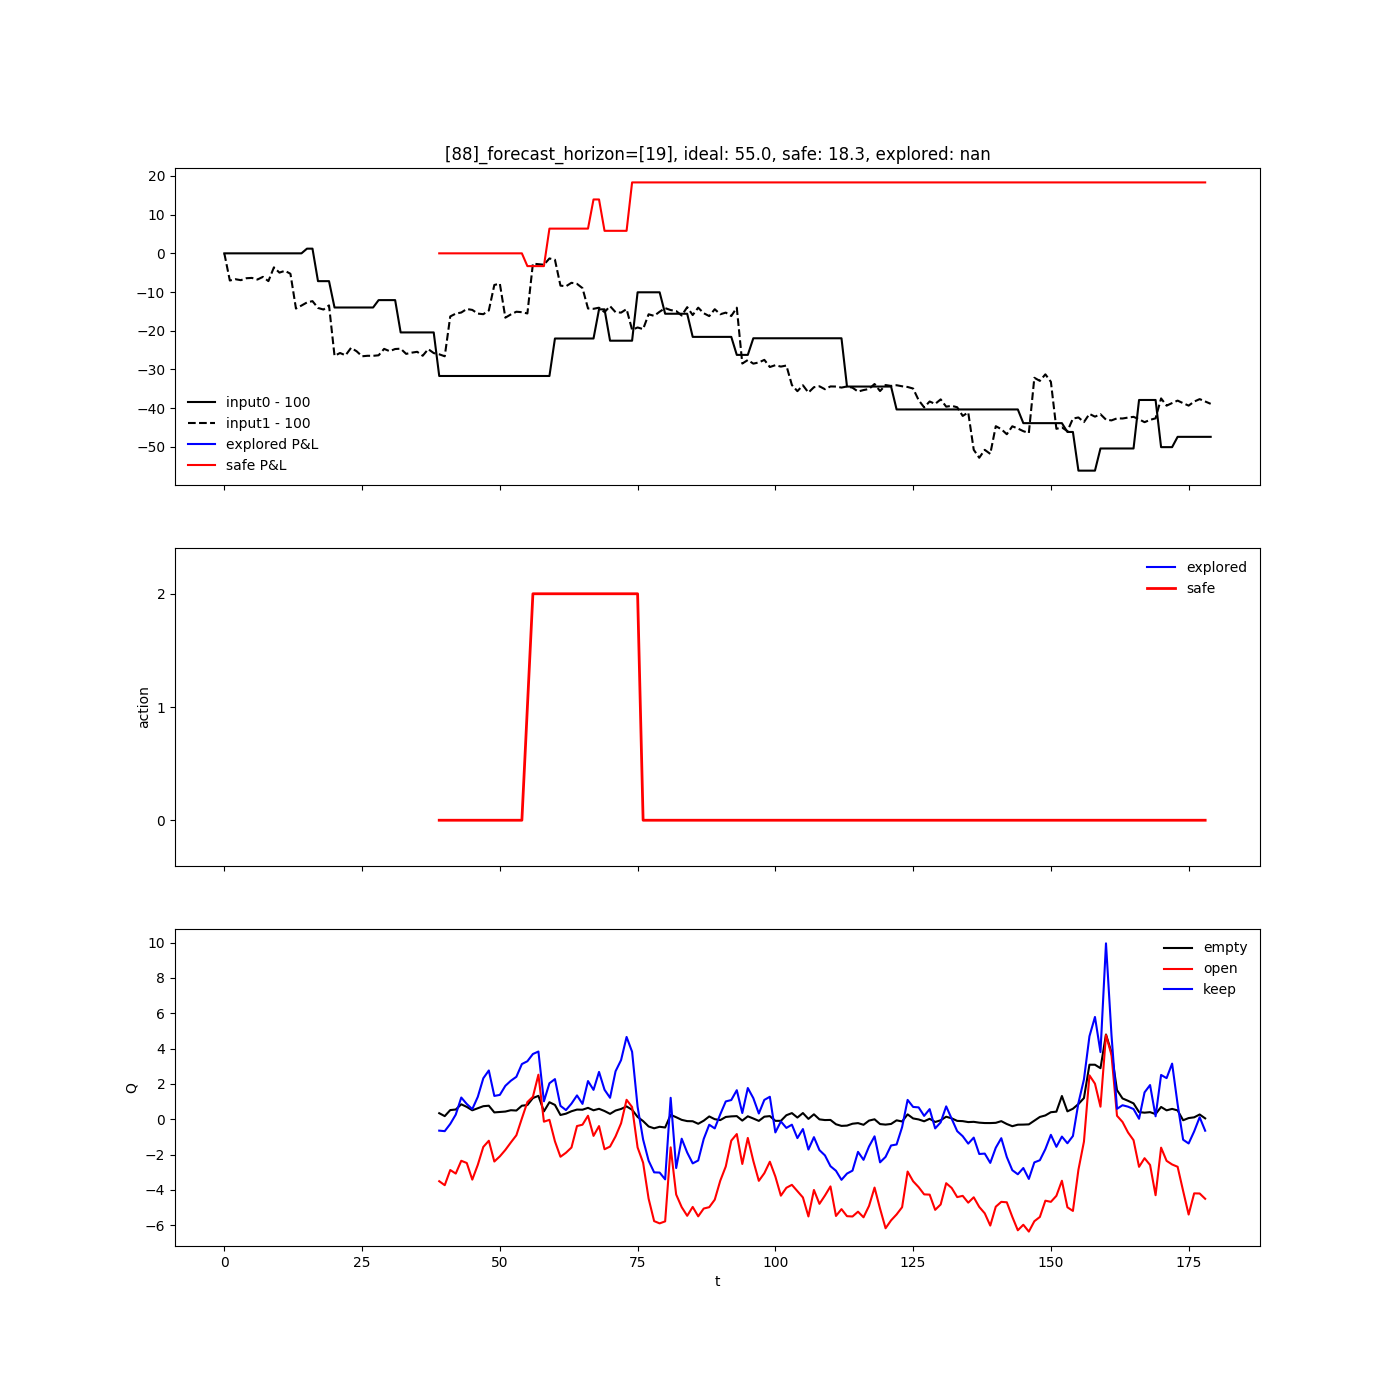 [88]_forecast_horizon=[19], ideal: 55.0, safe: 18.3, explored: nan
20
10
0
−10
−20
−30
−40
−50
input0 - 100
input1 - 100
explored P&L
safe P&L
explored
safe
2
1
0
action
empty
open
keep
10
8
6
4
2
0
−2
−4
−6
Q
0 25 50 75 100 125 150 175
t